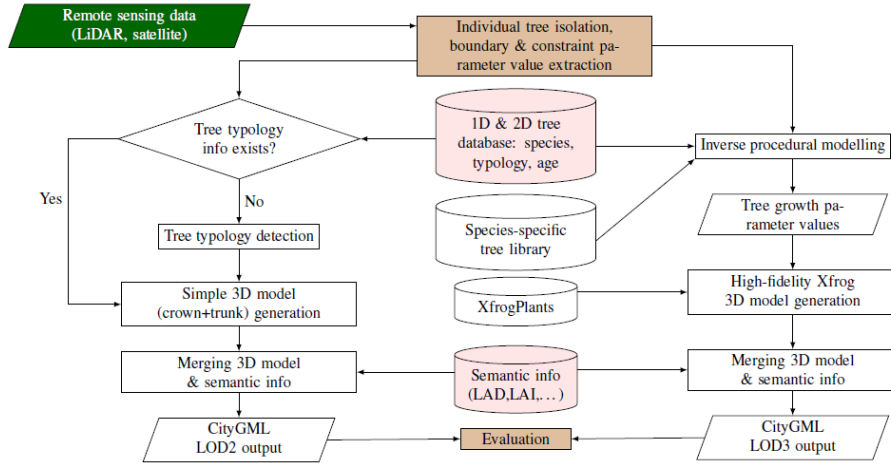 Remote sensing data
(LiDAR, satellite)
Individual tree isolation,
boundary & constraint pa-
rameter value extraction
Tree typology
info exists?
1D & 2D tree
database: species,
typology, age
Inverse procedural modelling
Yes
No
Tree typology detection
Species-specific
tree library
Tree growth pa-
rameter values
Simple 3D model
(crown+trunk) generation
XfrogPlants
High-fidelity Xfrog
3D model generation
Merging 3D model
& semantic info
Semantic info
(LAD,LAI,...)
Merging 3D model
& semantic info
CityGML
LOD2 output
Evaluation
CityGML
LOD3 output